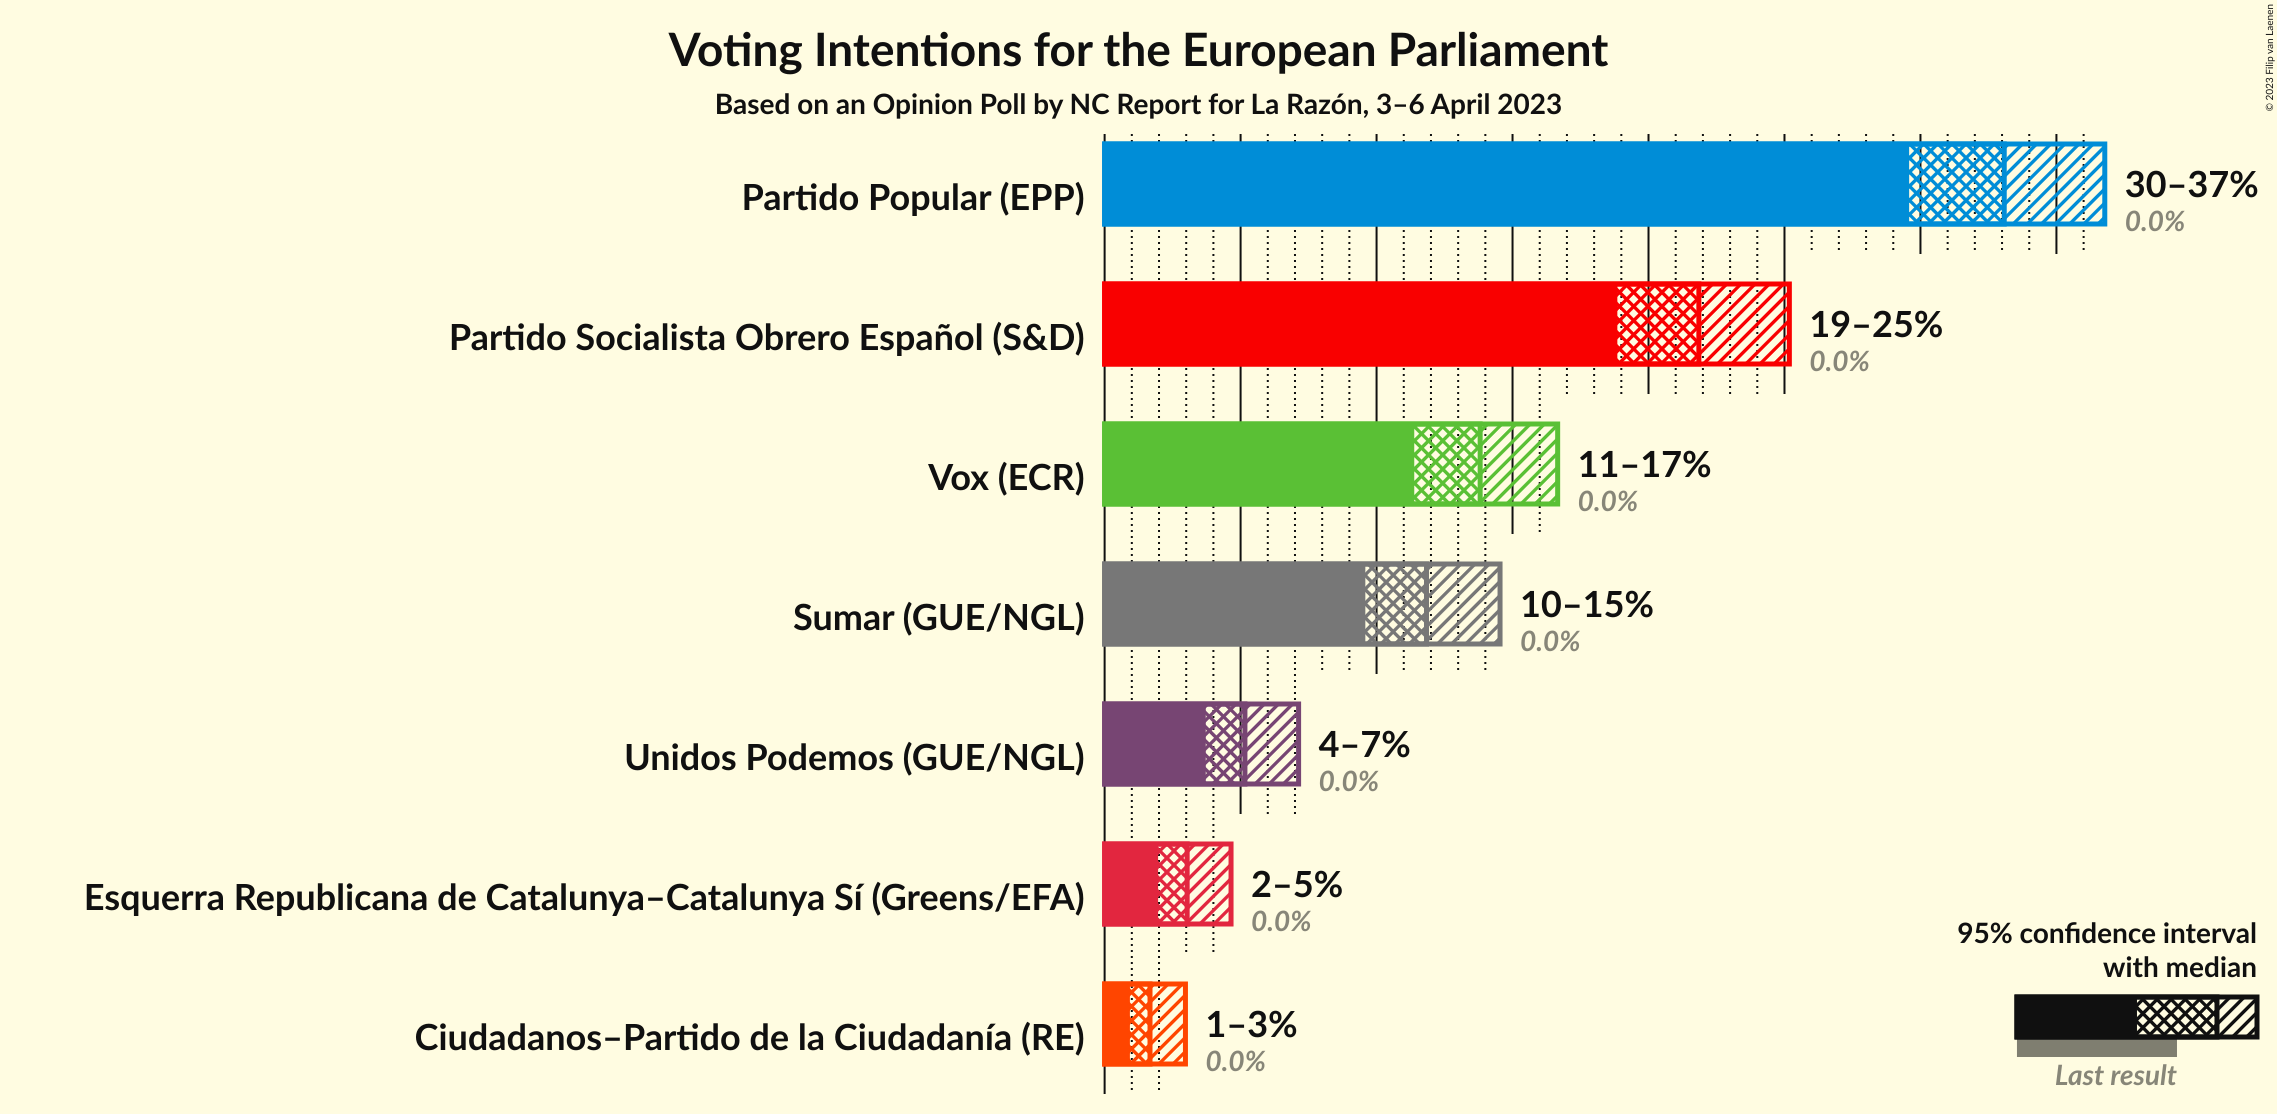 Voting Intentions for the European Parliament
Based on an Opinion Poll by NC Report for La Razón, 3–6 April 2023
© 2023 Filip van Laenen
Partido Popular (EPP)
30–37%
0.0%
Partido Socialista Obrero Español (S&D)
19–25%
0.0%
Vox (ECR)
11–17%
0.0%
Sumar (GUE/NGL)
10–15%
0.0%
Unidos Podemos (GUE/NGL)
4–7%
0.0%
Esquerra Republicana de Catalunya–Catalunya Sí (Greens/EFA)
2–5%
0.0%
Ciudadanos–Partido de la Ciudadanía (RE)
1–3%
0.0%
95% confidence interval
with median
Last result